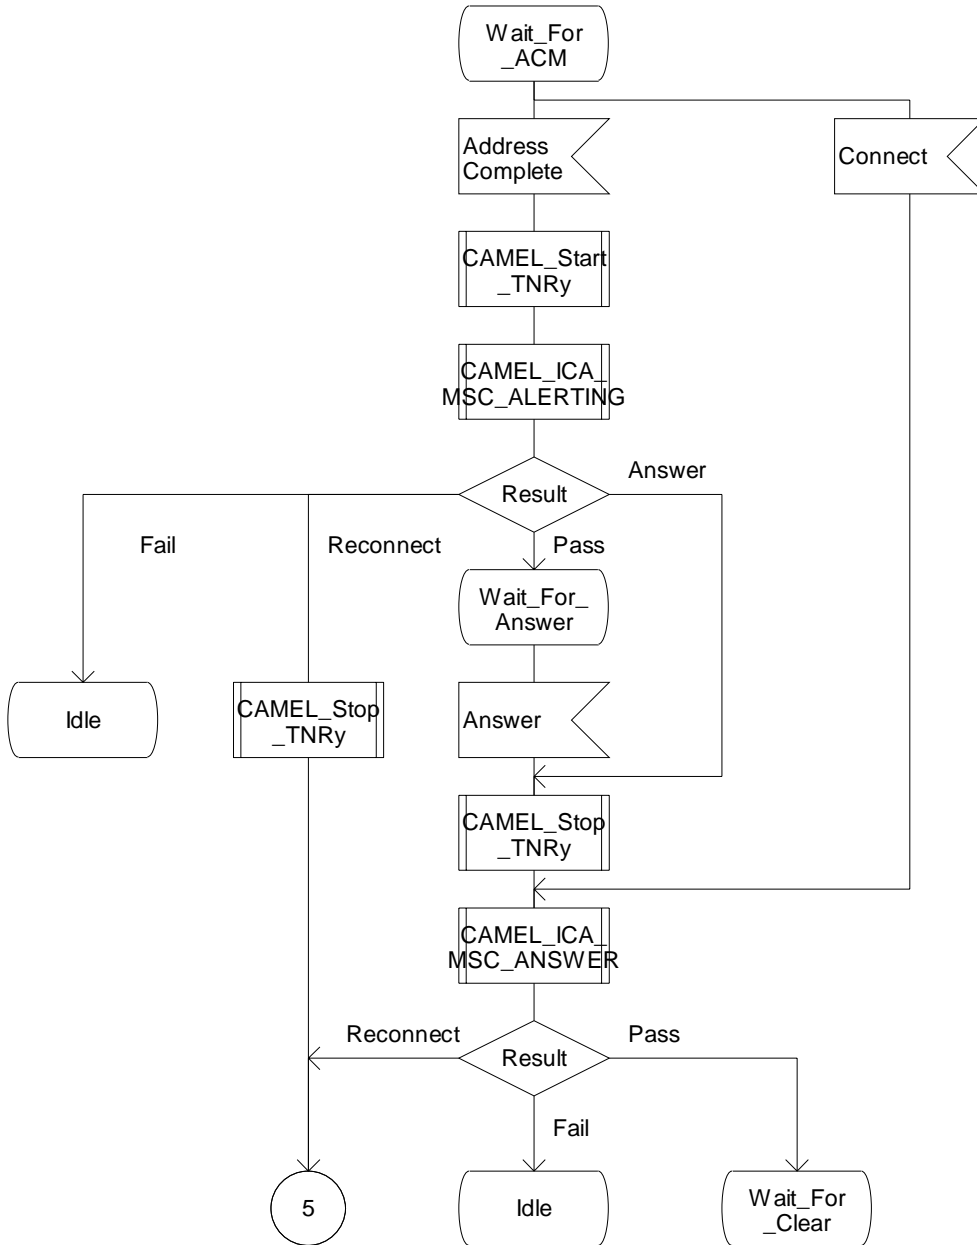 Wait_For
_ACM
Address
Complete
Connect
CAMEL_Start
_TNRy
CAMEL_ICA_
MSC_ALERTING
Answer
Result
Fail
Reconnect
Pass
Wait_For_
Answer
Idle
CAMEL_Stop
_TNRy
Answer
CAMEL_Stop
_TNRy
CAMEL_ICA_
MSC_ANSWER
Reconnect
Pass
Result
Fail
5
Idle
Wait_For
_Clear